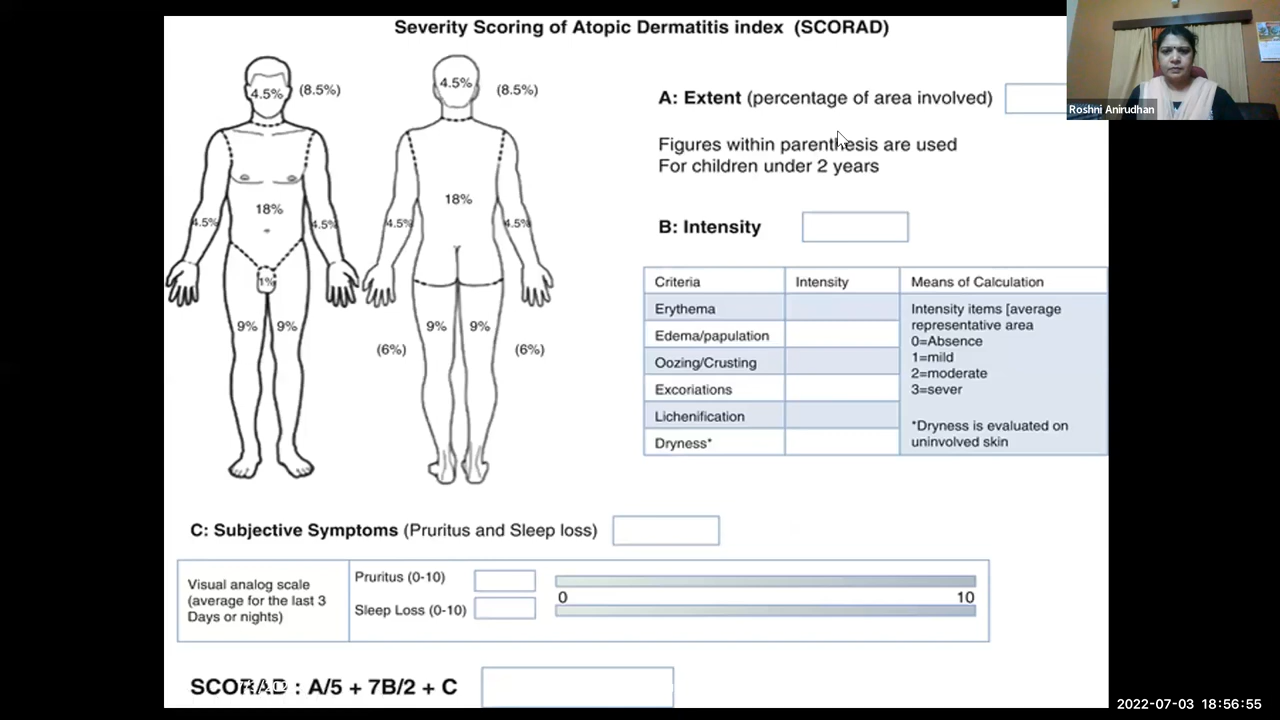 Severity Scoring of Atopic Dermatitis index (SCORAD)
4.5%
(8.5%)
4.5%
(8.5%)
18%
4.5%
4.5%
18%
4.5%
4.5%
1%
9%
9%
9%
9%
(6%)
(6%)
A: Extent (percentage of area involved)
Figures within parenthesis are used
For children under 2 years
B: Intensity
Criteria
Intensity
Means of Calculation
Erythema
Edema/papulation
Oozing/Crusting
Excoriations
Lichenification
Dryness*
Intensity items [average
representative area
0=Absence
1=mild
2=moderate
3=sever
*Dryness is evaluated on
uninvolved skin
C: Subjective Symptoms (Pruritus and Sleep loss)
Visual analog scale
(average for the last 3
Days or nights)
Pruritus (0-10)
Sleep Loss (0-10)
0
10
SCORAD : A/5 + 7B/2 + C
Roshni Anirudhan
2022-07-03 18:56:55